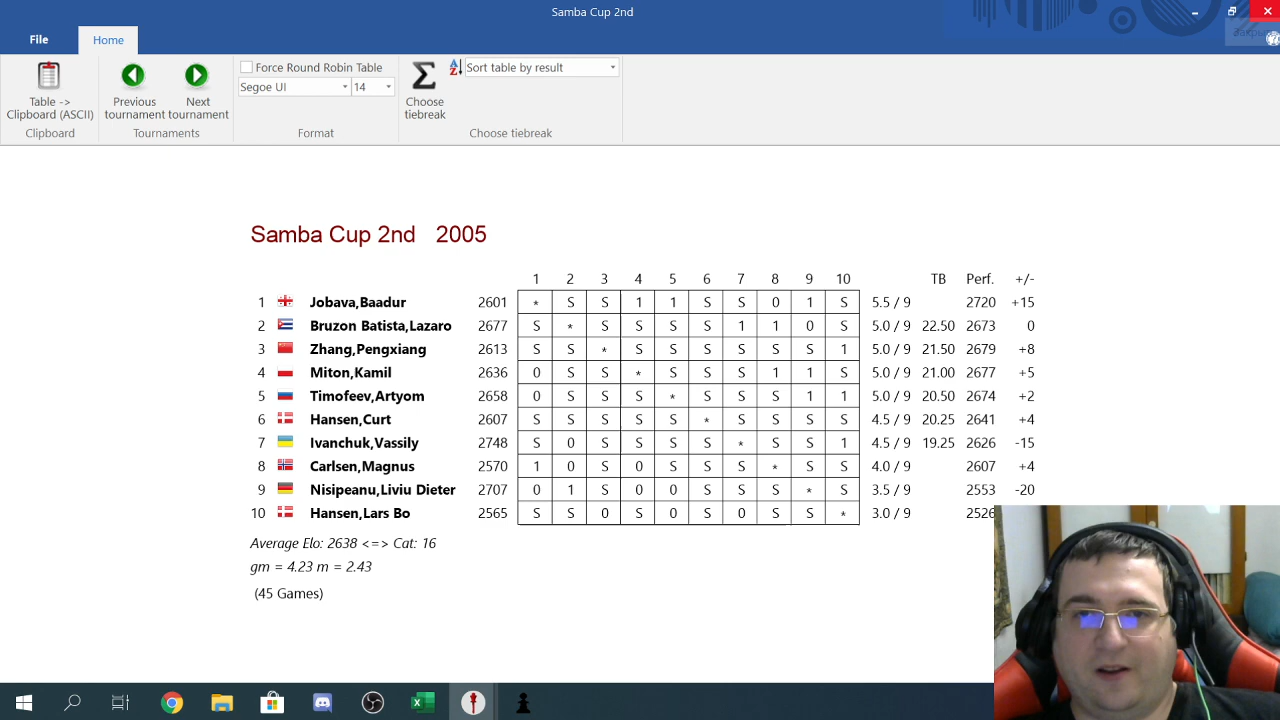 Samba Cup 2nd
File Home
Force Round Robin Table
Sort table by result
Segoe UI 14
Table -> Clipboard (ASCII)
Previous tournament
Next tournament
Choose tiebreak
Clipboard Tournaments Format Choose tiebreak
Samba Cup 2nd 2005
1 2 3 4 5 6 7 8 9 10 TB Perf. +/-
1 Jobava,Baadur 2601 * S S 1 1 S S 0 1 S 5.5 / 9 2720 +15
2 Bruzon Batista,Lazaro 2677 S * S S S S 1 1 0 S 5.0 / 9 22.50 2673 0
3 Zhang,Pengxiang 2613 S S * S S S S S S 1 5.0 / 9 21.50 2679 +8
4 Miton,Kamil 2636 0 S S * S S S 1 1 S 5.0 / 9 21.00 2677 +5
5 Timofeev,Artyom 2658 0 S S S * S S S 1 1 5.0 / 9 20.50 2674 +2
6 Hansen,Curt 2607 S S S S S * S S S S 4.5 / 9 20.25 2641 +4
7 Ivanchuk,Vassily 2748 S 0 S S S S * S S 1 4.5 / 9 19.25 2626 -15
8 Carlsen,Magnus 2570 1 0 S 0 S S S * S S 4.0 / 9 2607 +4
9 Nisipeanu,Liviu Dieter 2707 0 1 S 0 0 S S S * S 3.5 / 9 2553 -20
10 Hansen,Lars Bo 2565 S S 0 S 0 S 0 S S * 3.0 / 9 2526
Average Elo: 2638 <=> Cat: 16
gm = 4.23 m = 2.43
(45 Games)